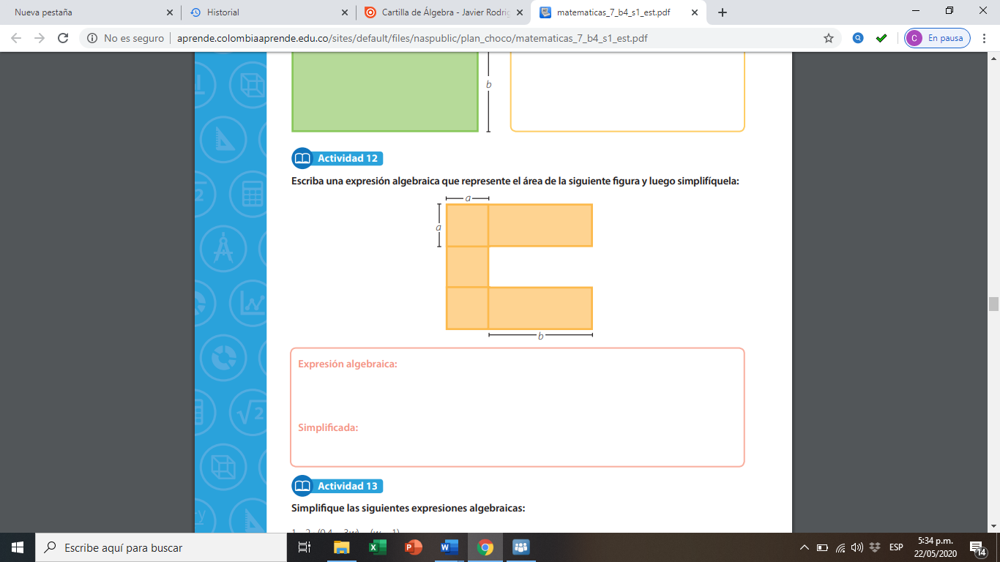 Nueva pestaña
Historial
Cartilla de Álgebra - Javier Rodrig
matematicas_7_b4_s1_est.pdf
No es seguro
aprende.colombiaaprende.edu.co/sites/default/files/naspublic/plan_choco/matematicas_7_b4_s1_est.pdf
C
En pausa
b
Actividad 12
Escriba una expresión algebraica que represente el área de la siguiente figura y luego simplifíquela:
a
a
b
Expresión algebraica:
Simplificada:
√2
Actividad 13
Simplifique las siguientes expresiones algebraicas:
Escribe aquí para buscar
ESP
5:34 p.m.
22/05/2020
14